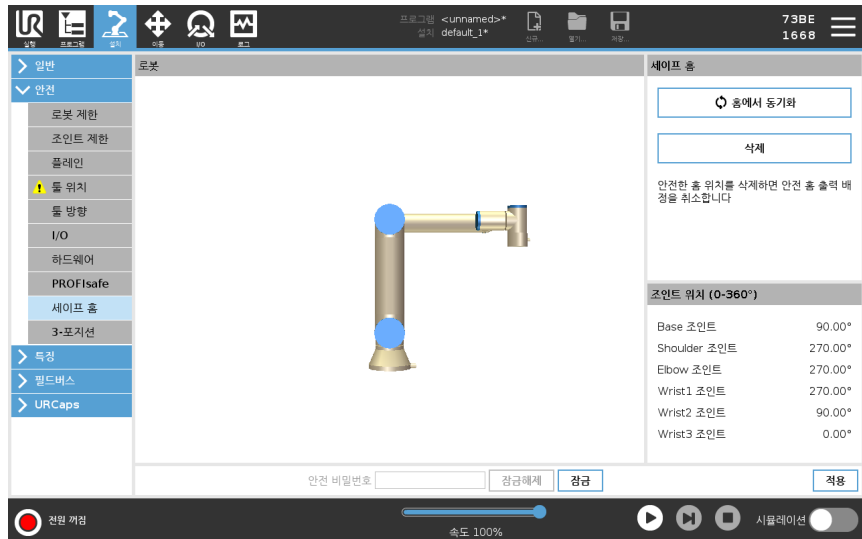 UR
실행
프로그램
설치
이동
I/O
로그
프로그램 <unnamed>*
설치 default_1*
신규...
열기...
저장...
73BE
1668
일반
안전
로봇 제한
조인트 제한
플레인
툴 위치
툴 방향
I/O
하드웨어
PROFIsafe
세이프 홈
3-포지션
특징
필드버스
URCaps
로봇
세이프 홈
홈에서 동기화
삭제
안전한 홈 위치를 삭제하면 안전 홈 출력 배
정을 취소합니다
조인트 위치 (0-360°)
Base 조인트 90.00°
Shoulder 조인트 270.00°
Elbow 조인트 270.00°
Wrist1 조인트 270.00°
Wrist2 조인트 90.00°
Wrist3 조인트 0.00°
안전 비밀번호
잠금해제
잠금
적용
전원 꺼짐
속도 100%
시뮬레이션